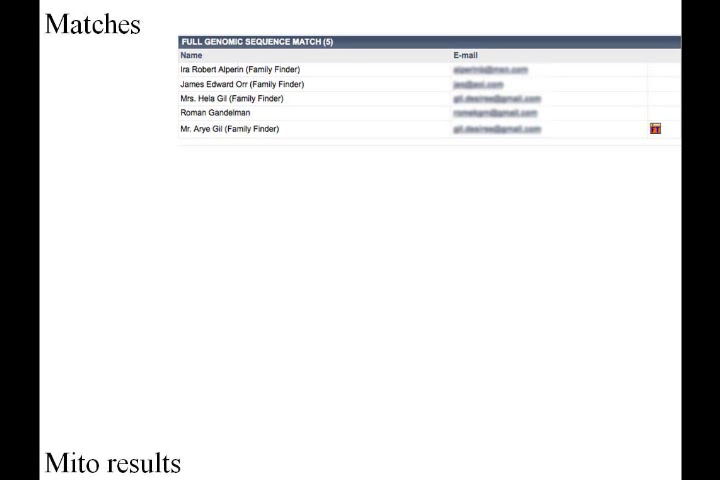 Matches
FULL GENOMIC SEQUENCE MATCH (5)
Name E-mail
Ira Robert Alperin (Family Finder)
James Edward Orr (Family Finder)
Mrs. Hela Gil (Family Finder)
Roman Gandelman
Mr. Arye Gil (Family Finder)
Mito results